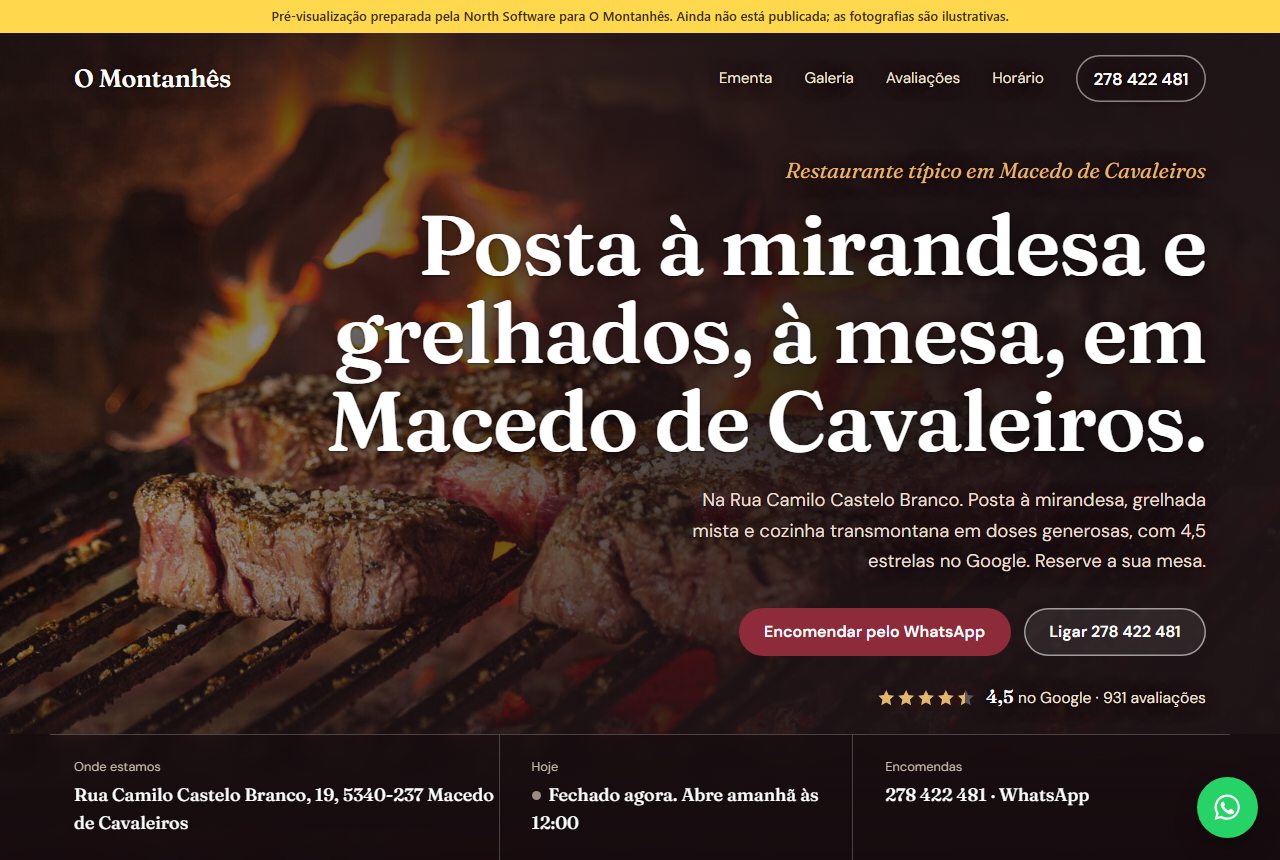 Pré-visualização preparada pela North Software para O Montanhês. Ainda não está publicada; as fotografias são ilustrativas.
O Montanhês
Ementa
Galeria
Avaliações
Horário
278 422 481
Restaurante típico em Macedo de Cavaleiros
Posta à mirandesa e
grelhados, à mesa, em
Macedo de Cavaleiros.
Na Rua Camilo Castelo Branco. Posta à mirandesa, grelhada
mista e cozinha transmontana em doses generosas, com 4,5
estrelas no Google. Reserve a sua mesa.
Encomendar pelo WhatsApp
Ligar 278 422 481
4,5 no Google · 931 avaliações
Onde estamos
Rua Camilo Castelo Branco, 19, 5340-237 Macedo
de Cavaleiros
Hoje
Fechado agora. Abre amanhã às
12:00
Encomendas
278 422 481 · WhatsApp